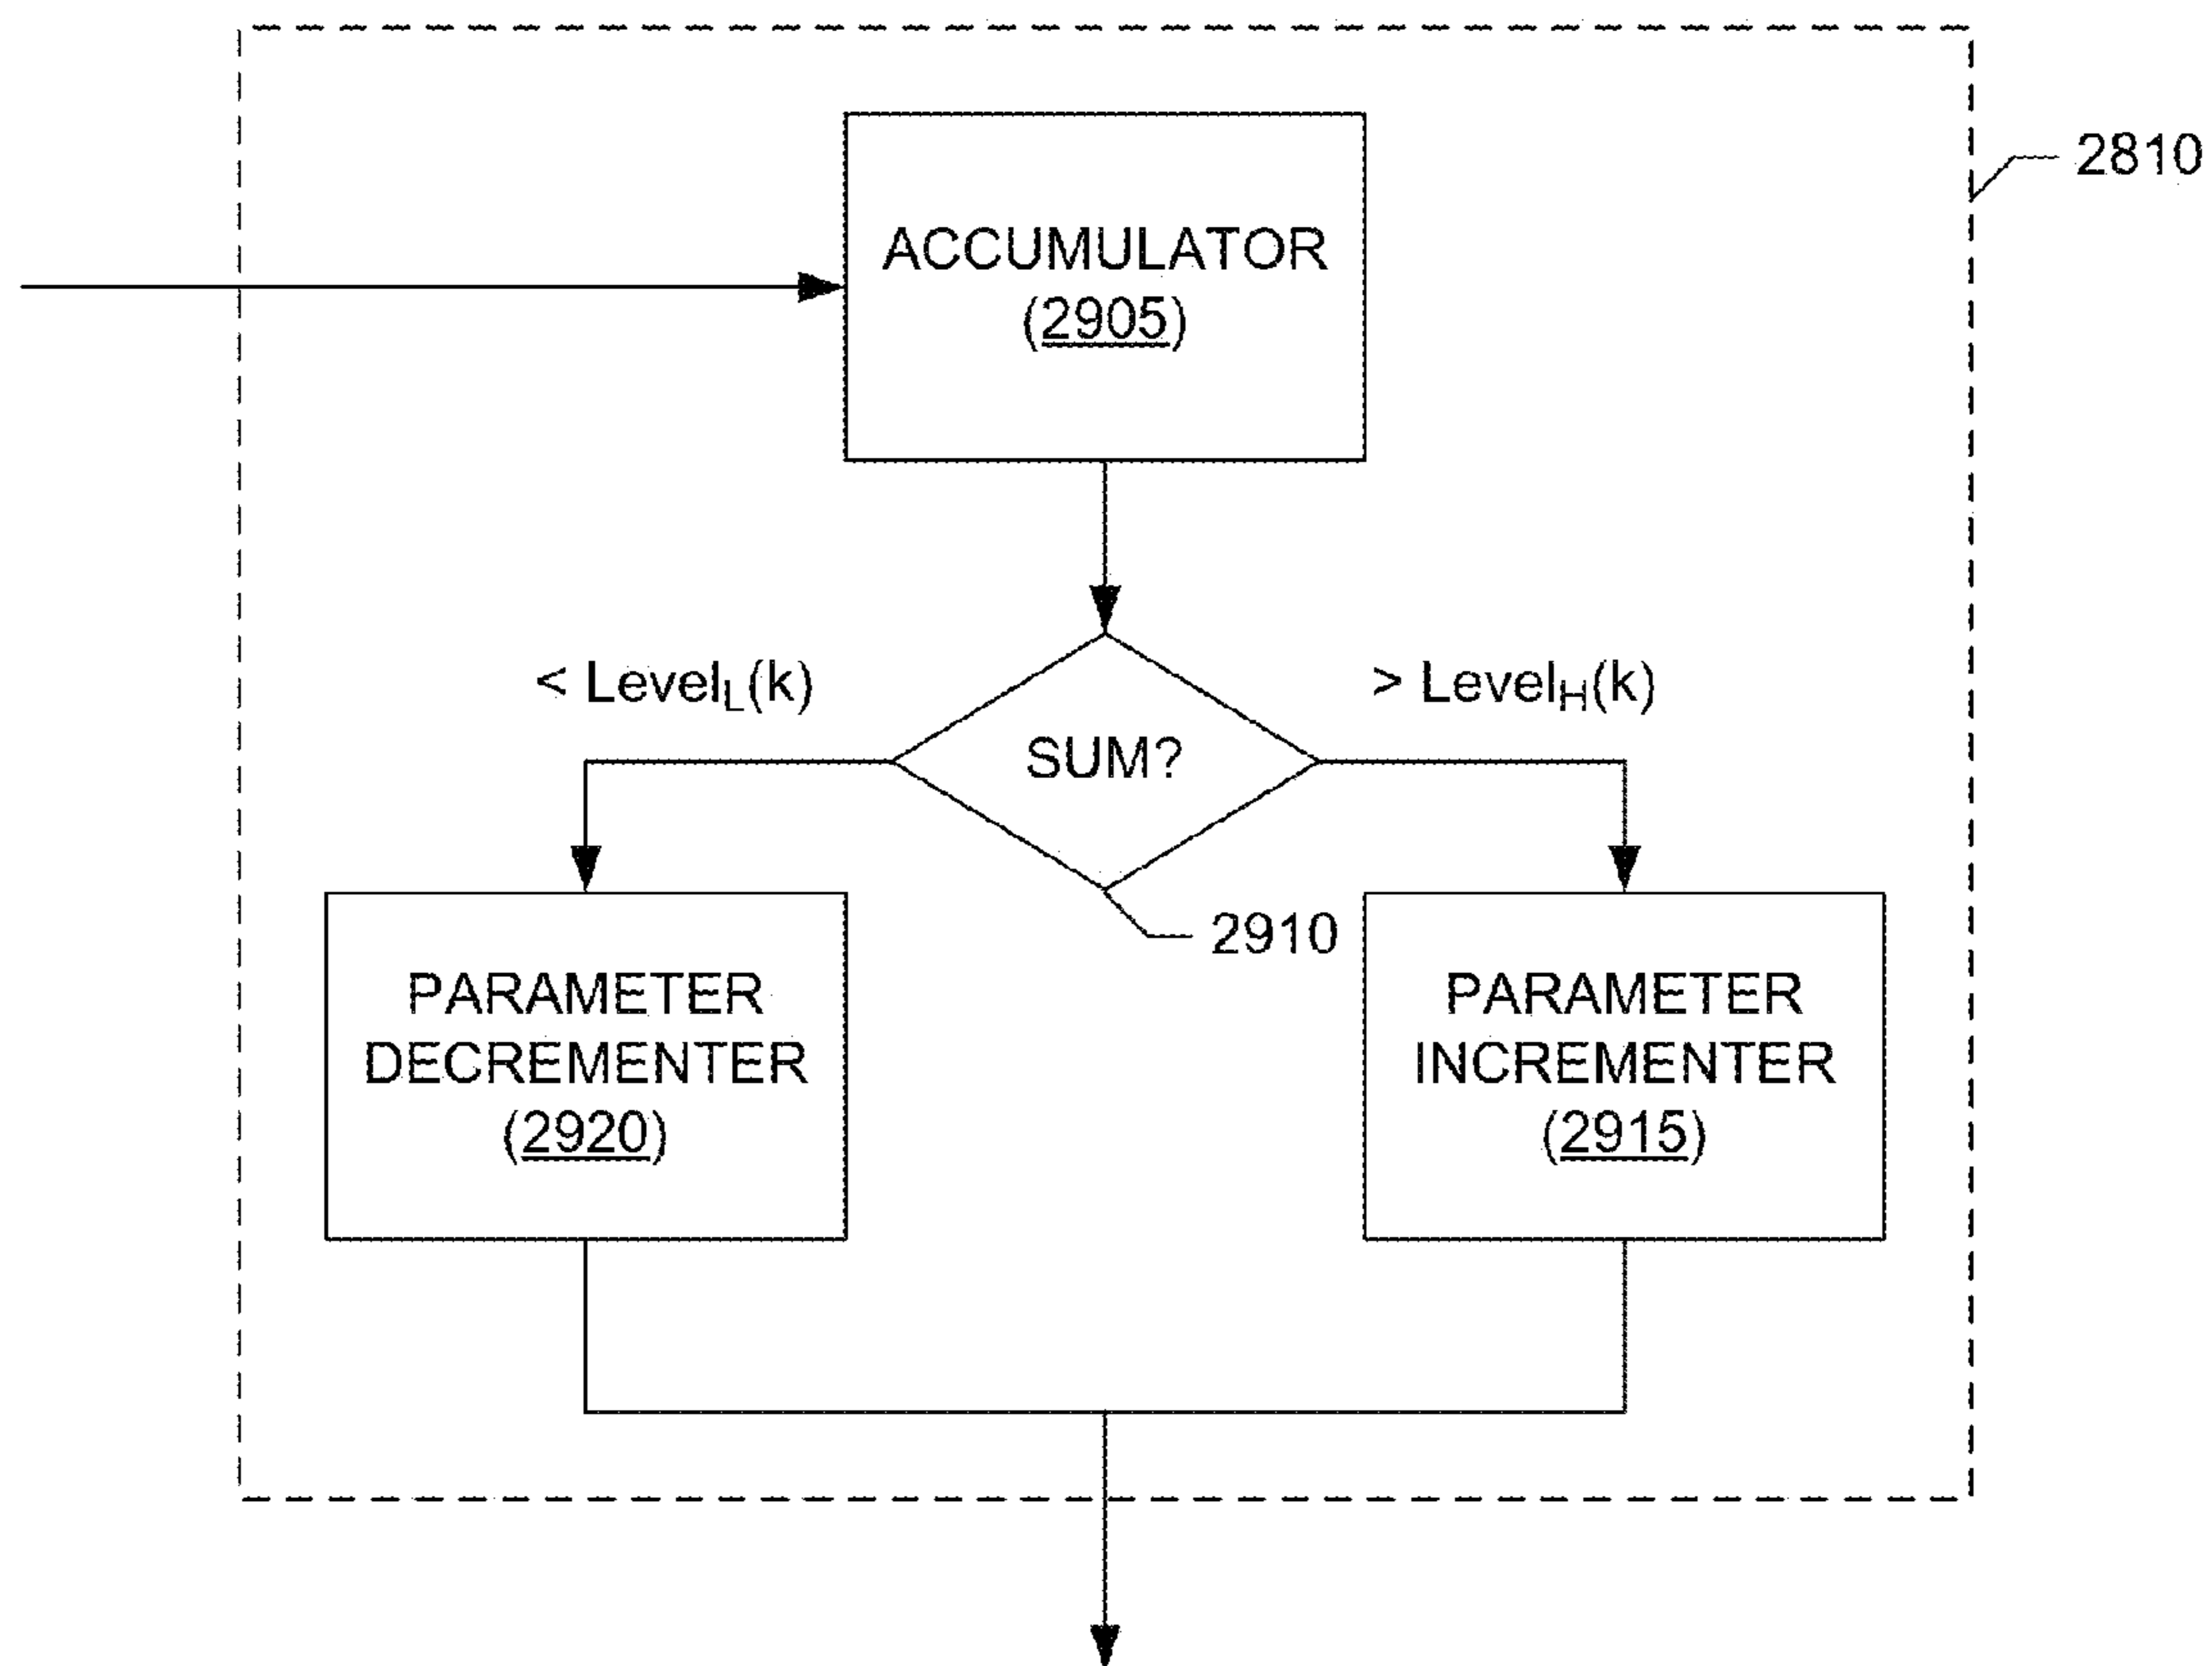 2810
ACCUMULATOR
(2905)
< LevelL(k)
> LevelH(k)
SUM?
2910
PARAMETER
DECREMENTER
(2920)
PARAMETER
INCREMENTER
(2915)